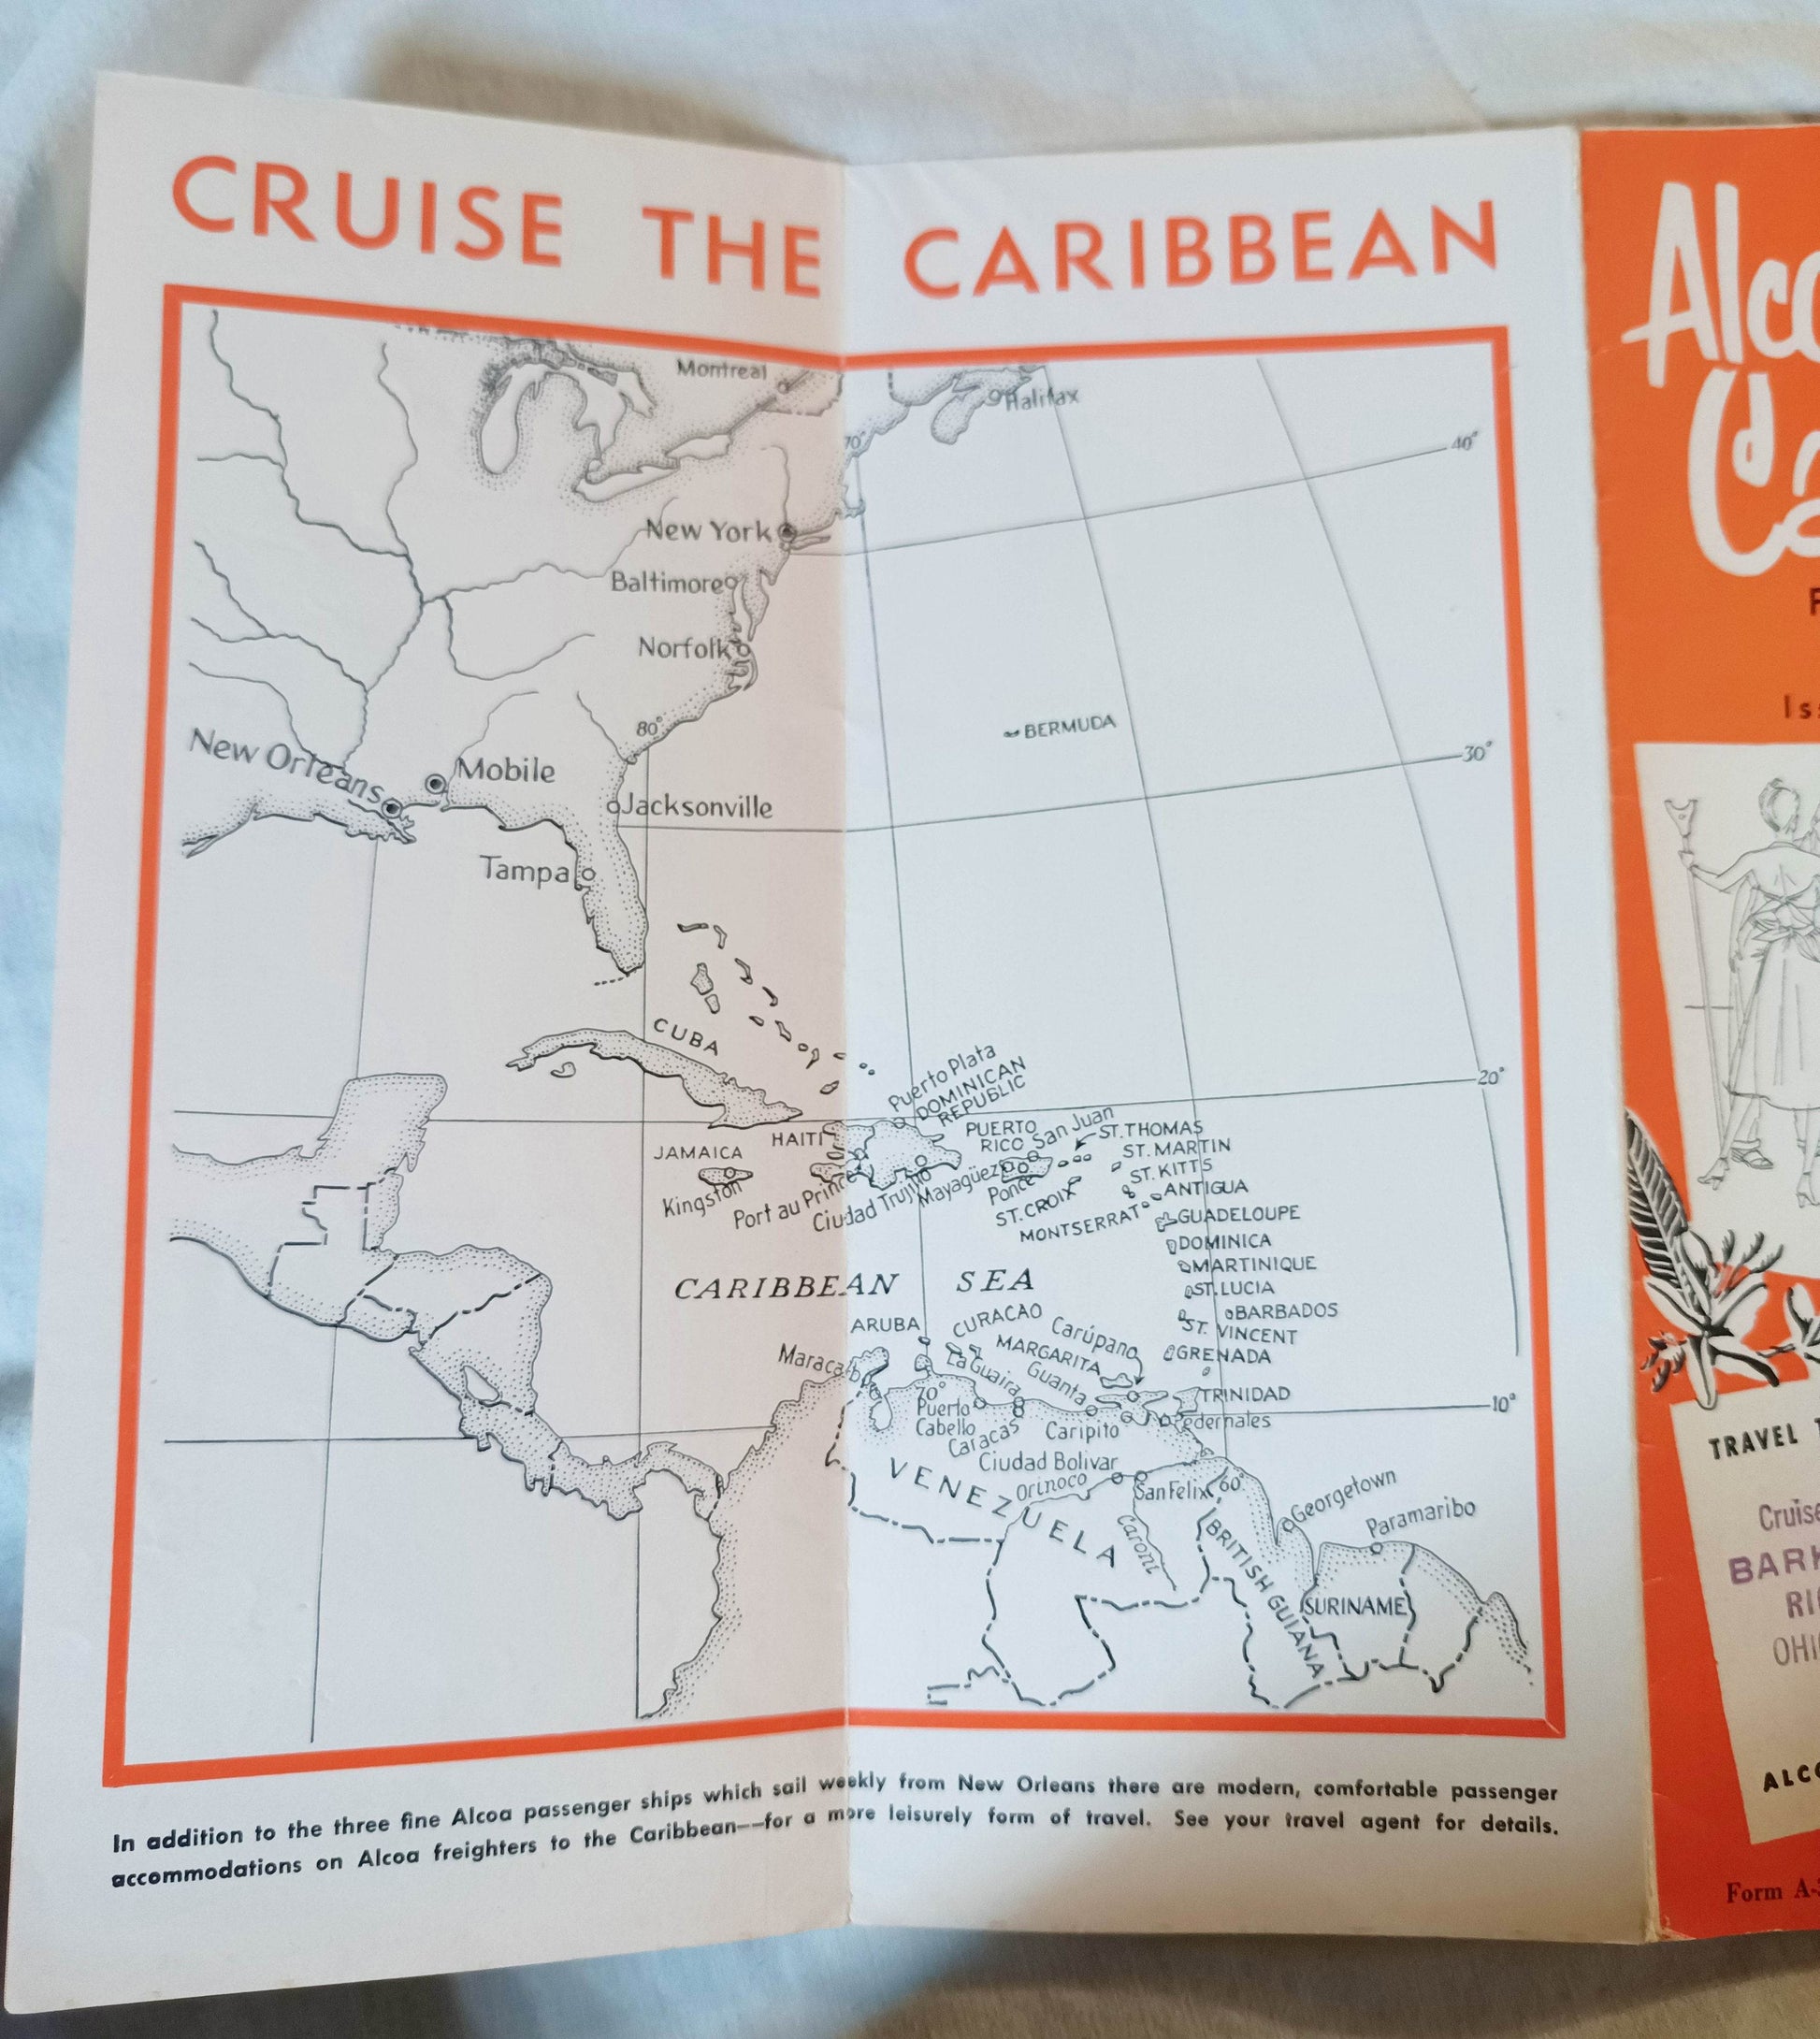 CRUISE THE CARIBBEAN
Montreal
Halifax
70°
40°
New York
Baltimore
Norfolk
80°
BERMUDA
30°
New Orleans
Mobile
Jacksonville
Tampa
CUBA
20°
Puerto Plata
DOMINICAN
REPUBLIC
HAITI
JAMAICA
Kingston
Port au Prince
Ciudad Trujillo
PUERTO
RICO
San Juan
Mayagüez
Ponce
ST. THOMAS
ST. MARTIN
ST. KITTS
ST. CROIX
ANTIGUA
MONTSERRAT
GUADELOUPE
DOMINICA
MARTINIQUE
ST. LUCIA
BARBADOS
ST. VINCENT
GRENADA
CARIBBEAN SEA
ARUBA
CURACAO
Carúpano
MARGARITA
Maracaibo
La Guaira
Guanta
TRINIDAD
10°
70°
Puerto
Cabello
Caracas
Caripito
Pedernales
Ciudad Bolivar
Orinoco
San Felix
60°
VENEZUELA
Caroni
Georgetown
Paramaribo
BRITISH GUIANA
SURINAME
In addition to the three fine Alcoa passenger ships which sail weekly from New Orleans there are modern, comfortable passenger
accommodations on Alcoa freighters to the Caribbean--for a more leisurely form of travel. See your travel agent for details.
Alco
Ca
F
Is
TRAVEL T
Cruise
BARK
RI
OHI
ALCO
Form A-